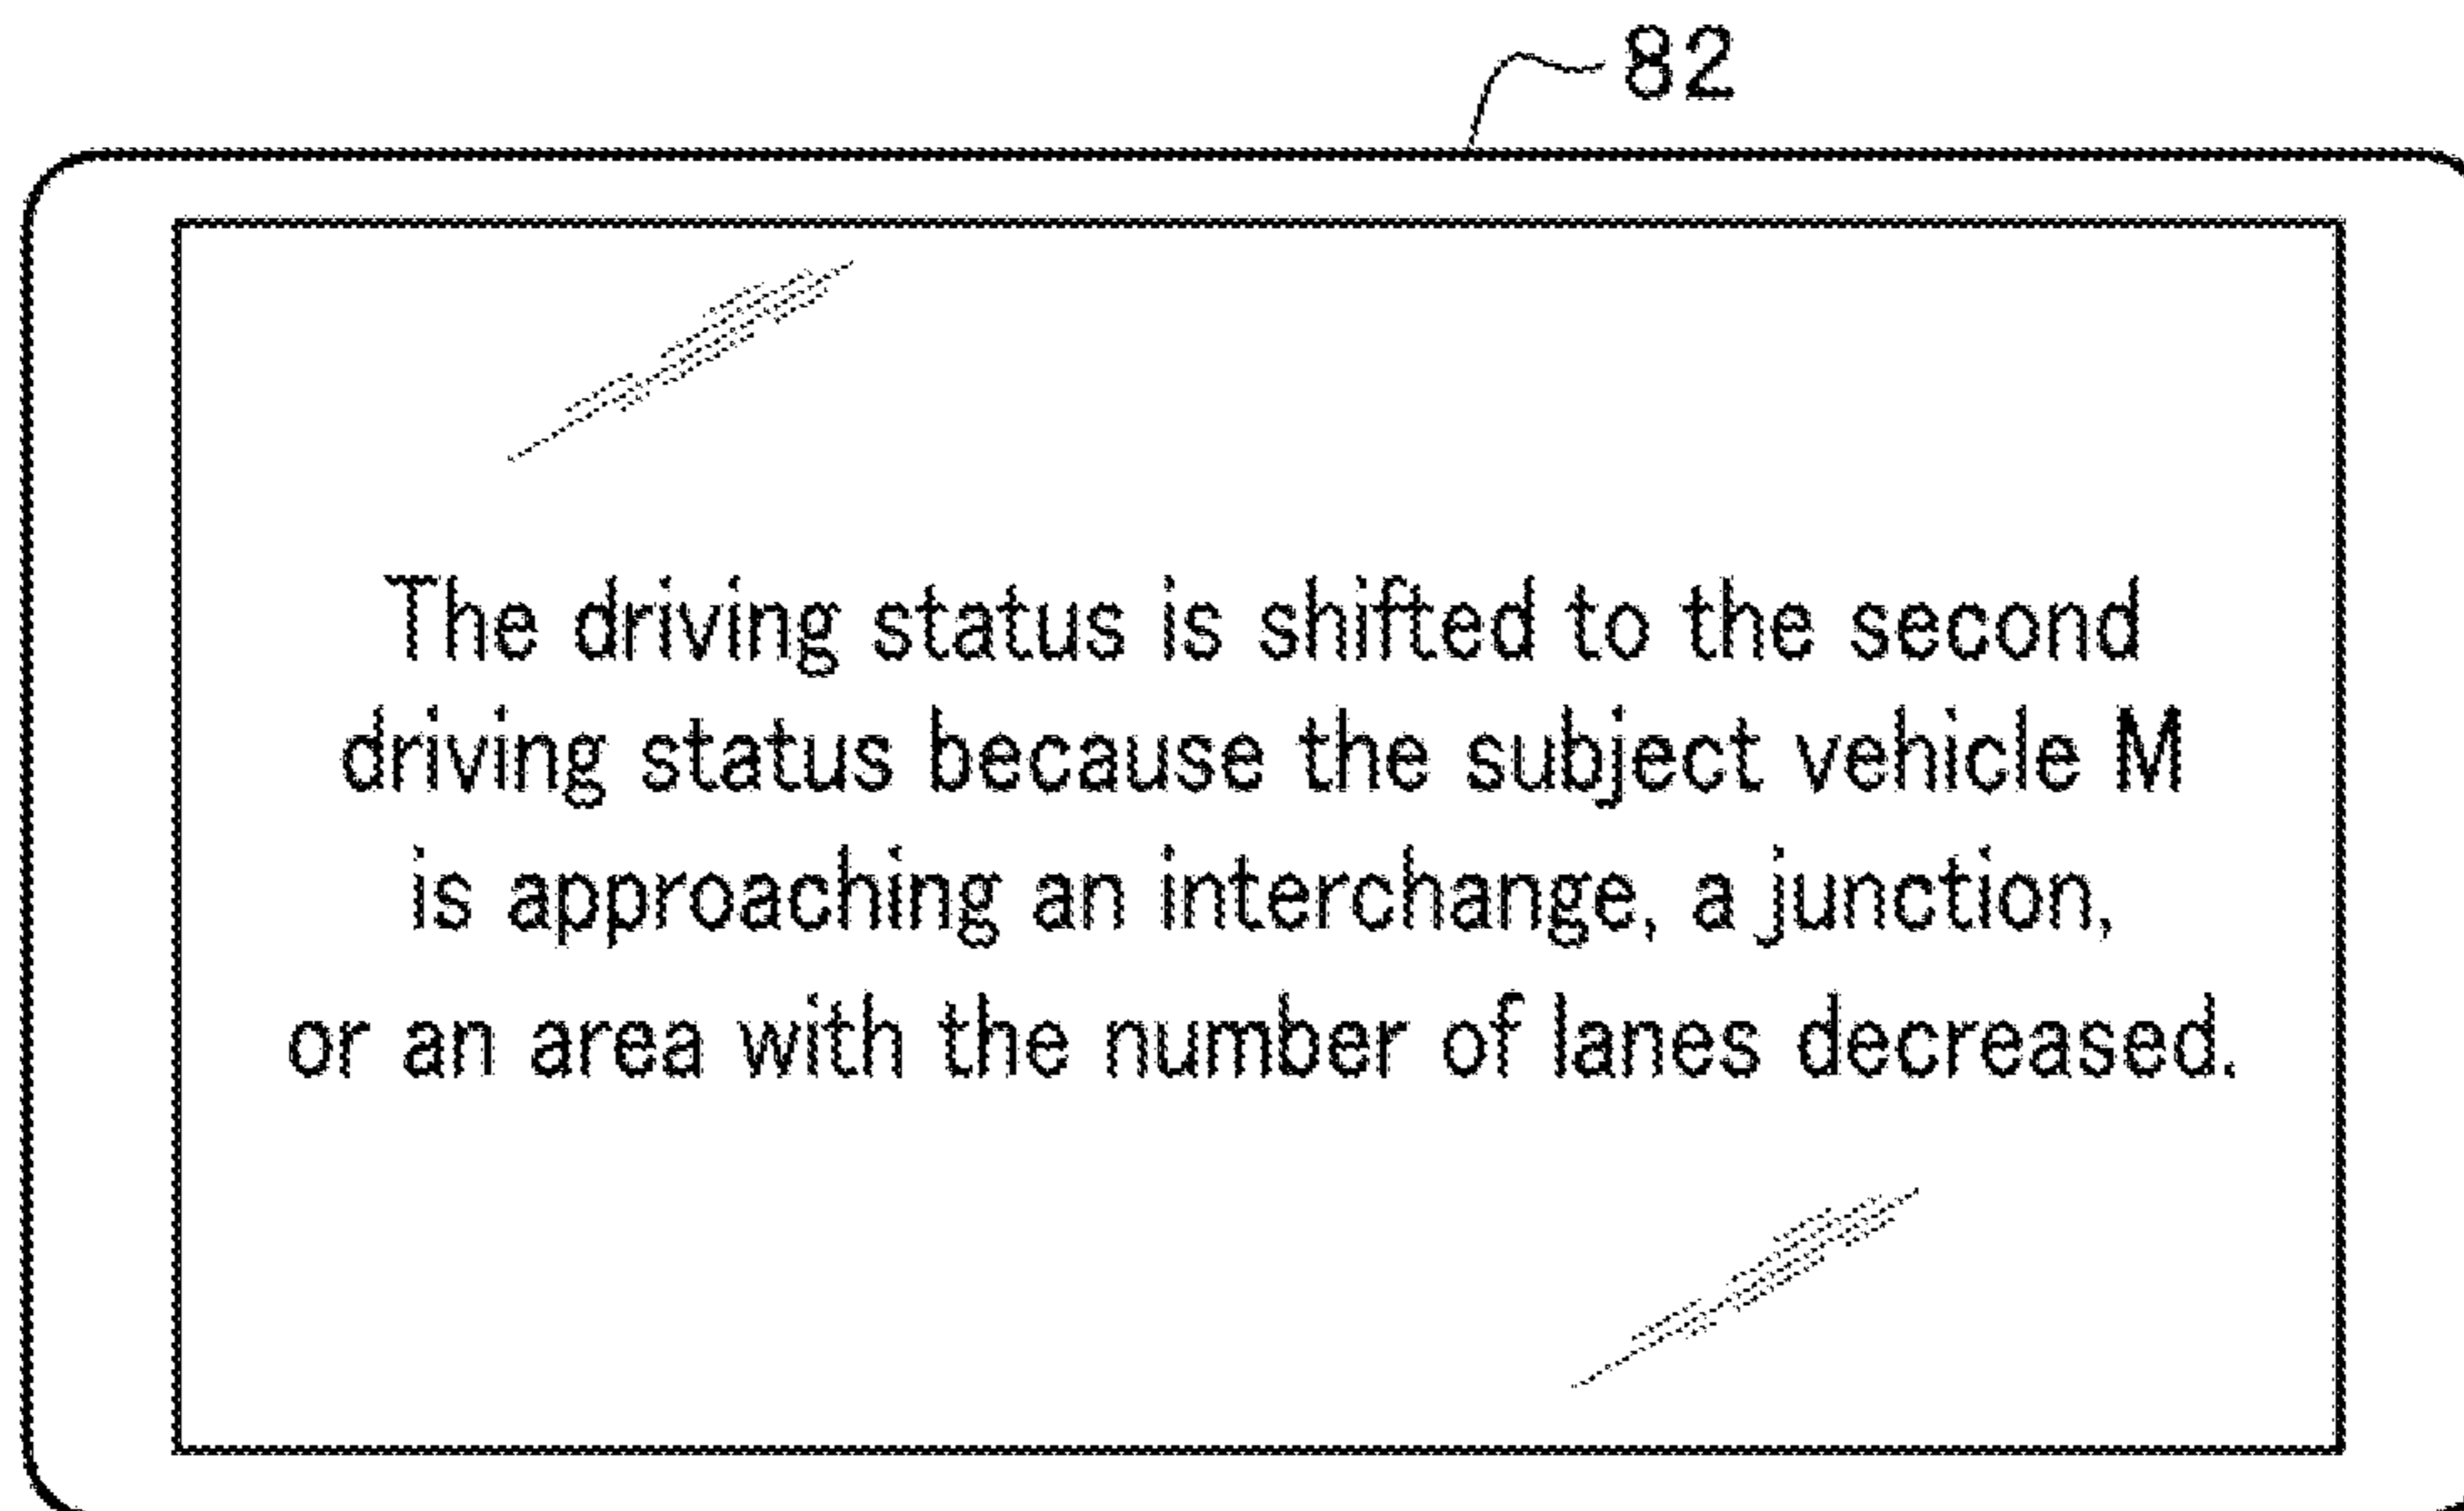 82
The driving status is shifted to the second
driving status because the subject vehicle M
is approaching an interchange, a junction,
or an area with the number of lanes decreased.